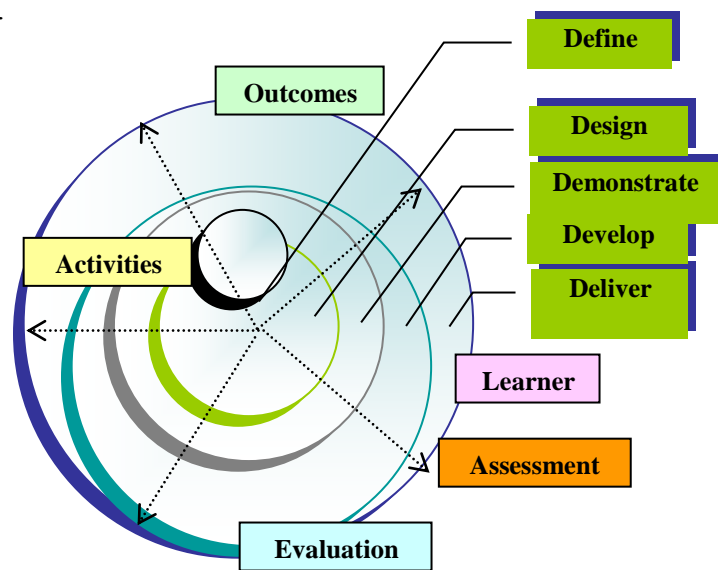 Define
Outcomes
Design
Demonstrate
Develop
Activities
Deliver
Learner
Assessment
Evaluation